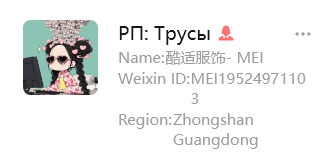 РП: Трусы
Name:酷适服饰- MEI
Weixin ID:MEI1952497110
3
Region:Zhongshan
Guangdong